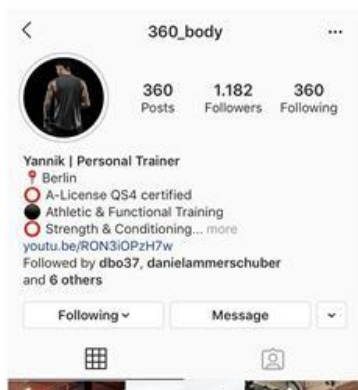 360_body
360 1.182 360
Posts Followers Following
Yannik | Personal Trainer
Berlin
A-License QS4 certified
Athletic & Functional Training
Strength & Conditioning... more
youtu.be/RON3iOPzH7w
Followed by dbo37, danielammerschuber
and 6 others
Following Message